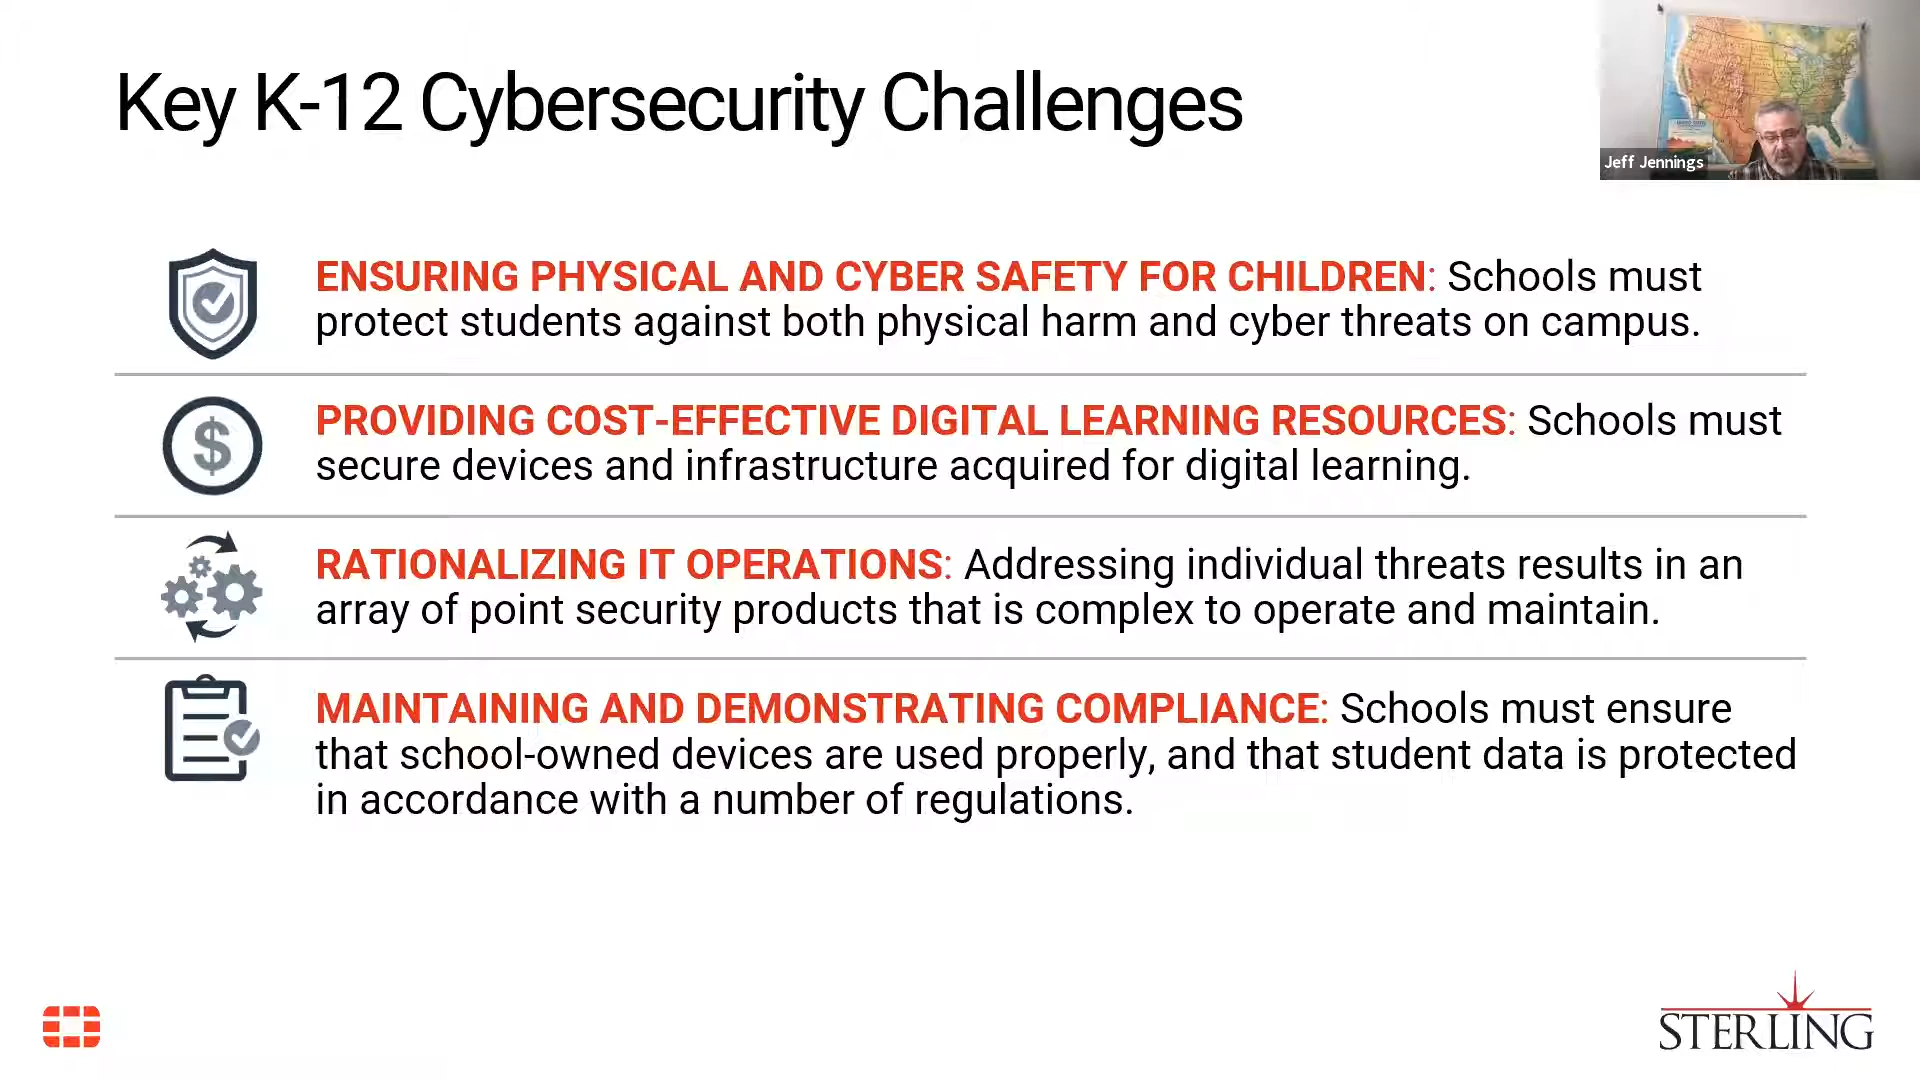 Key K-12 Cybersecurity Challenges
Jeff Jennings
ENSURING PHYSICAL AND CYBER SAFETY FOR CHILDREN: Schools must
protect students against both physical harm and cyber threats on campus.
$
PROVIDING COST-EFFECTIVE DIGITAL LEARNING RESOURCES: Schools must
secure devices and infrastructure acquired for digital learning.
RATIONALIZING IT OPERATIONS: Addressing individual threats results in an
array of point security products that is complex to operate and maintain.
MAINTAINING AND DEMONSTRATING COMPLIANCE: Schools must ensure
that school-owned devices are used properly, and that student data is protected
in accordance with a number of regulations.
STERLING